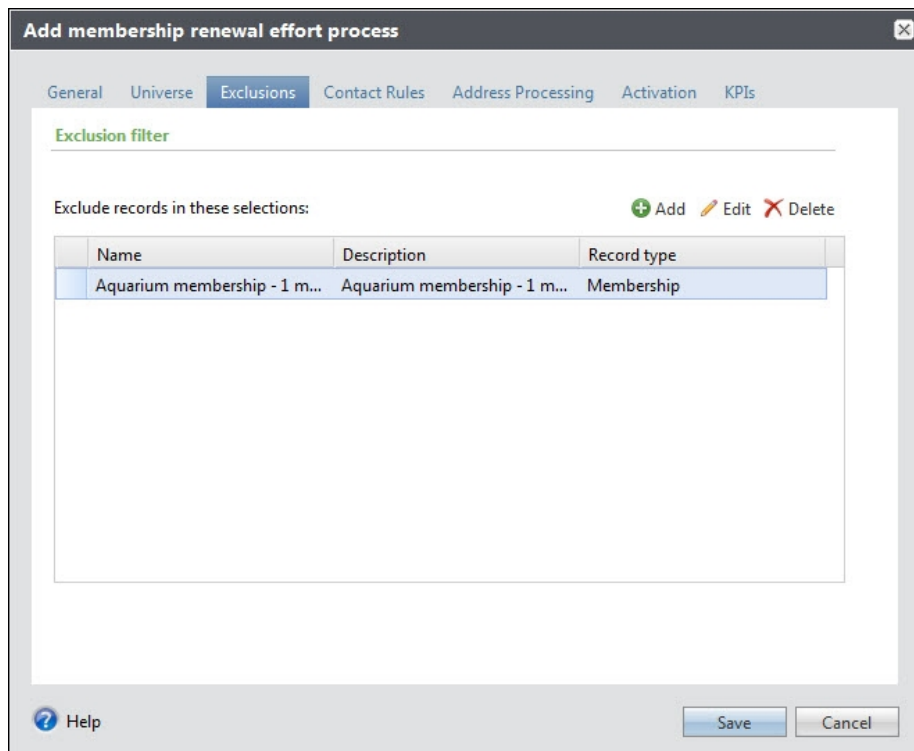 Add membership renewal effort process
General Universe Exclusions Contact Rules Address Processing Activation KPIs
Exclusion filter
Exclude records in these selections: Add Edit Delete
Name Description Record type
Aquarium membership - 1 m... Aquarium membership - 1 m... Membership
Help Save Cancel